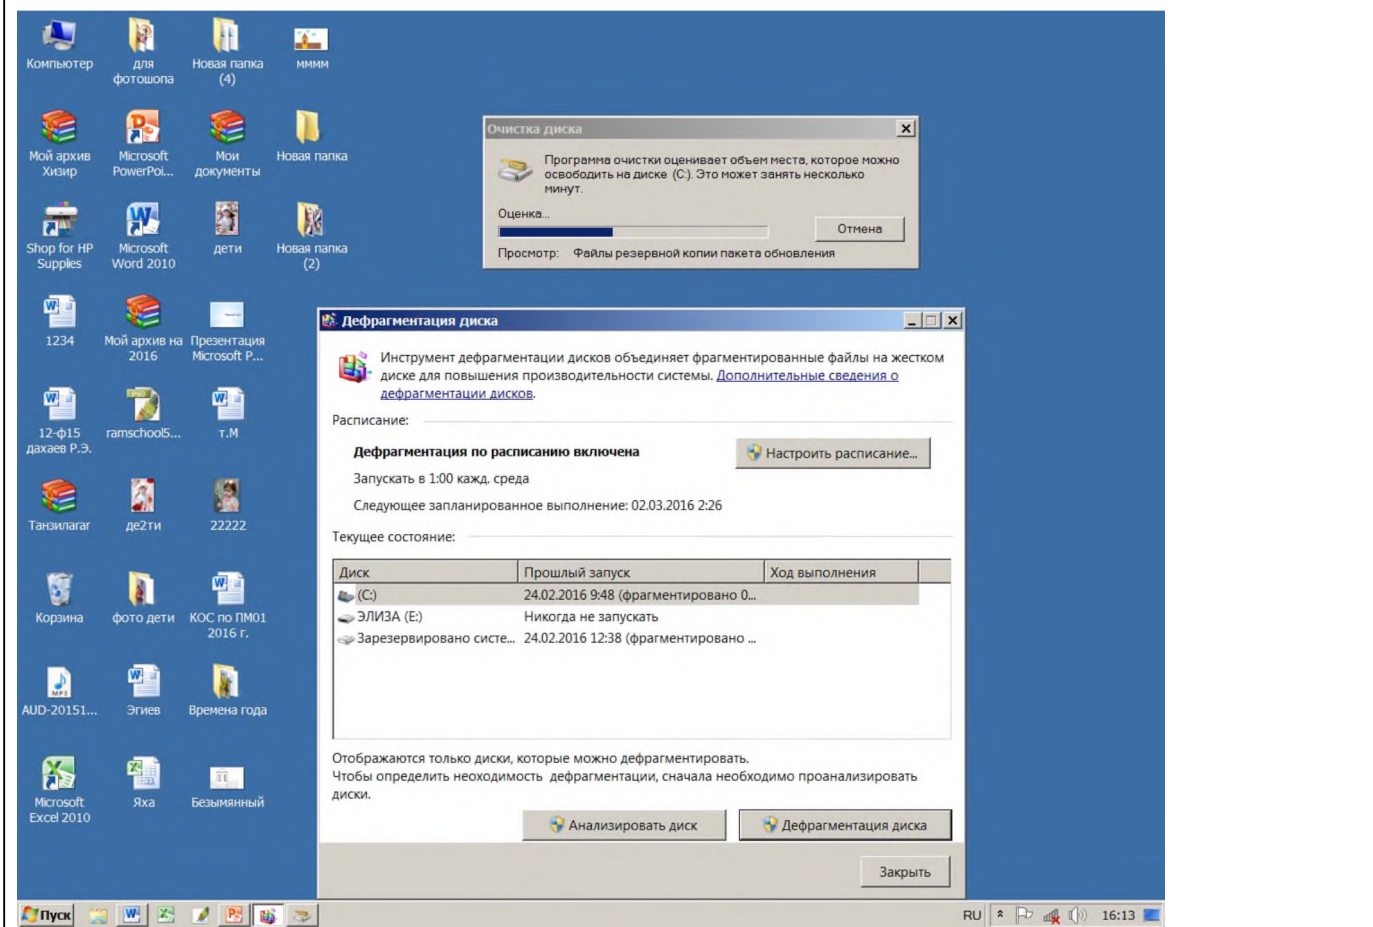 Компьютер
для
фотошопа
Новая папка
(4)
мммм
Мой архив
Хизир
Microsoft
PowerPoi...
Мои
документы
Новая папка
Shop for HP
Supplies
Microsoft
Word 2010
дети
Новая папка
(2)
1234
Мой архив на
2016
Презентация
Microsoft P...
12-ф15
дахаев Р.Э.
ramschool5...
т.М
Танзилагаг
де2ти
22222
Корзина
фото дети
КОС по ПМ01
2016 г.
AUD-20151...
Эгиев
Времена года
Microsoft
Excel 2010
Яха
Безымянный
Очистка диска
Программа очистки оценивает объем места, которое можно
освободить на диске (C:). Это может занять несколько
минут.
Оценка...
Отмена
Просмотр: Файлы резервной копии пакета обновления
Дефрагментация диска
Инструмент дефрагментации дисков объединяет фрагментированные файлы на жестком
диске для повышения производительности системы. Дополнительные сведения о
дефрагментации дисков.
Расписание:
Дефрагментация по расписанию включена
Настроить расписание...
Запускать в 1:00 кажд. среда
Следующее запланированное выполнение: 02.03.2016 2:26
Текущее состояние:
Диск Прошлый запуск Ход выполнения
(C:) 24.02.2016 9:48 (фрагментировано 0...
ЭЛИЗА (E:) Никогда не запускать
Зарезервировано систе... 24.02.2016 12:38 (фрагментировано ...
Отображаются только диски, которые можно дефрагментировать.
Чтобы определить неоходимость дефрагментации, сначала необходимо проанализировать
диски.
Анализировать диск
Дефрагментация диска
Закрыть
Пуск
RU
16:13